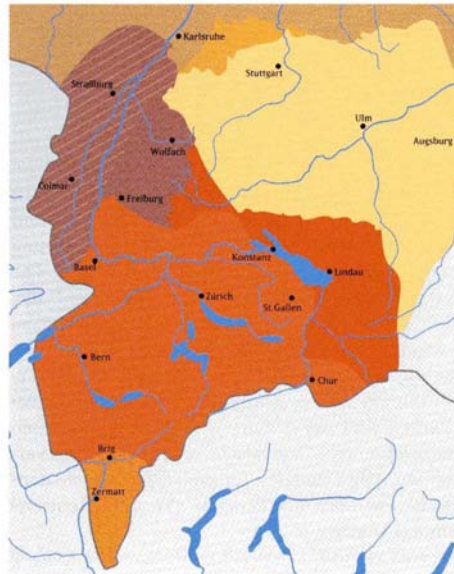 Karlsruhe
Stuttgart
Straßburg
Ulm
Augsburg
Wolfach
Colmar
Freiburg
Konstanz
Basel
Lindau
Zürich
St.Gallen
Bern
Chur
Brig
Zermatt